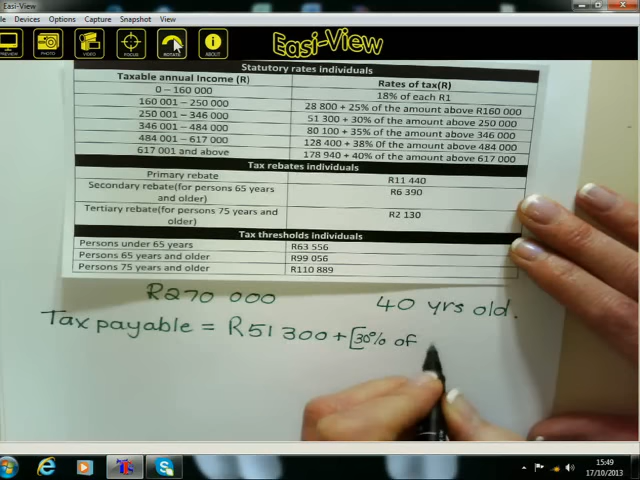 Easi-View
Devices Options Capture Snapshot View
PREVIEW PHOTO VIDEO FOCUS ROTATE ABOUT Easi-View
Statutory rates individuals
Taxable annual Income (R) Rates of tax(R)
0 – 160 000 18% of each R1
160 001 – 250 000 28 800 + 25% of the amount above R160 000
250 001 – 346 000 51 300 + 30% of the amount above 250 000
346 001 – 484 000 80 100 + 35% of the amount above 346 000
484 001 – 617 000 128 400 + 38% of the amount above 484 000
617 001 and above 178 940 + 40% of the amount above 617 000
Tax rebates individuals
Primary rebate R11 440
Secondary rebate(for persons 65 years and older) R6 390
Tertiary rebate(for persons 75 years and older) R2 130
Tax thresholds individuals
Persons under 65 years R63 556
Persons 65 years and older R99 056
Persons 75 years and older R110 889
R270 000 40 yrs old.
Tax payable = R51 300 + [30% of
15:49
17/10/2013